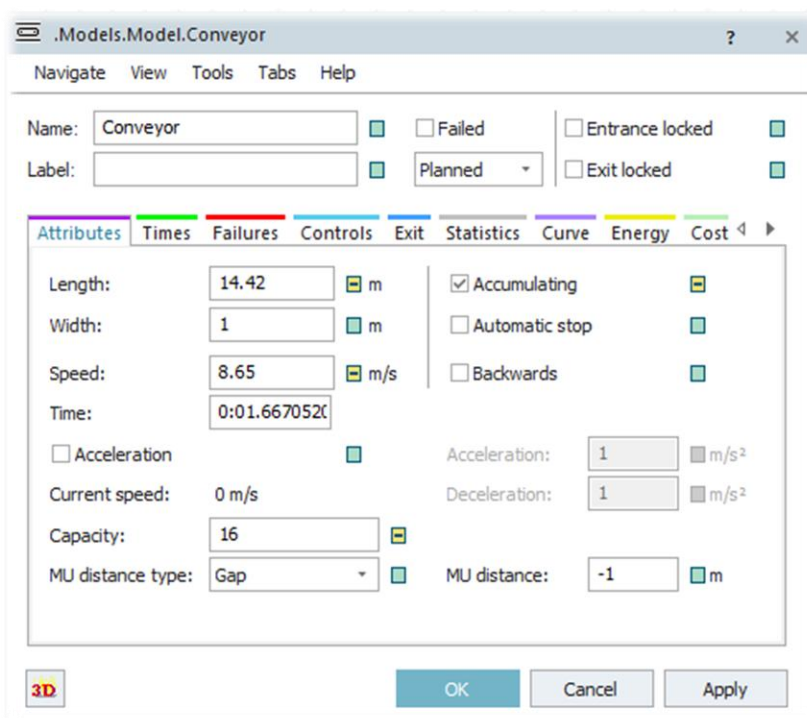 .Models.Model.Conveyor ? ×
Navigate View Tools Tabs Help
Name: Conveyor Failed Entrance locked
Label: Planned Exit locked
Attributes Times Failures Controls Exit Statistics Curve Energy Cost
Length: 14.42 m Accumulating
Width: 1 m Automatic stop
Speed: 8.65 m/s Backwards
Time: 0:01.6670520
Acceleration Acceleration: 1 m/s²
Current speed: 0 m/s Deceleration: 1 m/s²
Capacity: 16
MU distance type: Gap MU distance: -1 m
3D OK Cancel Apply